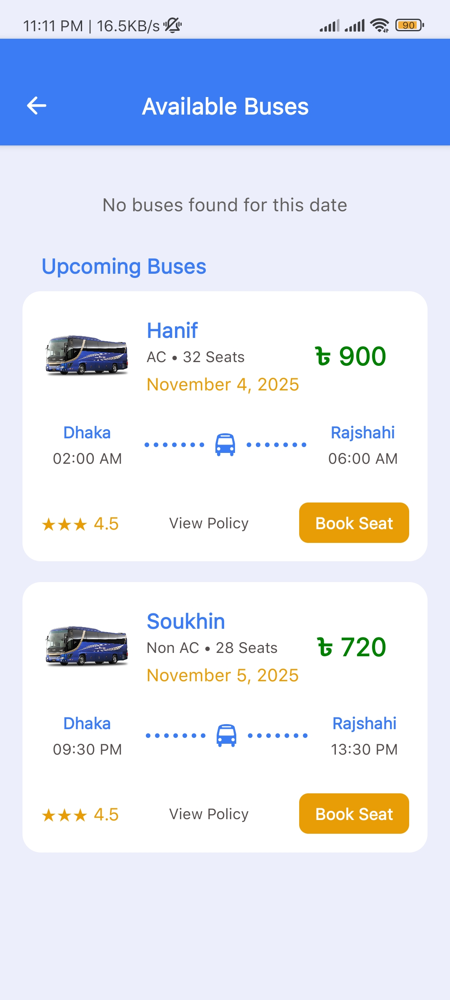 11:11 PM | 16.5KB/s
90
Available Buses
No buses found for this date
Upcoming Buses
Hanif
AC • 32 Seats
৳ 900
November 4, 2025
Dhaka
Rajshahi
02:00 AM
06:00 AM
★★★ 4.5
View Policy
Book Seat
Soukhin
Non AC • 28 Seats
৳ 720
November 5, 2025
Dhaka
Rajshahi
09:30 PM
13:30 PM
★★★ 4.5
View Policy
Book Seat